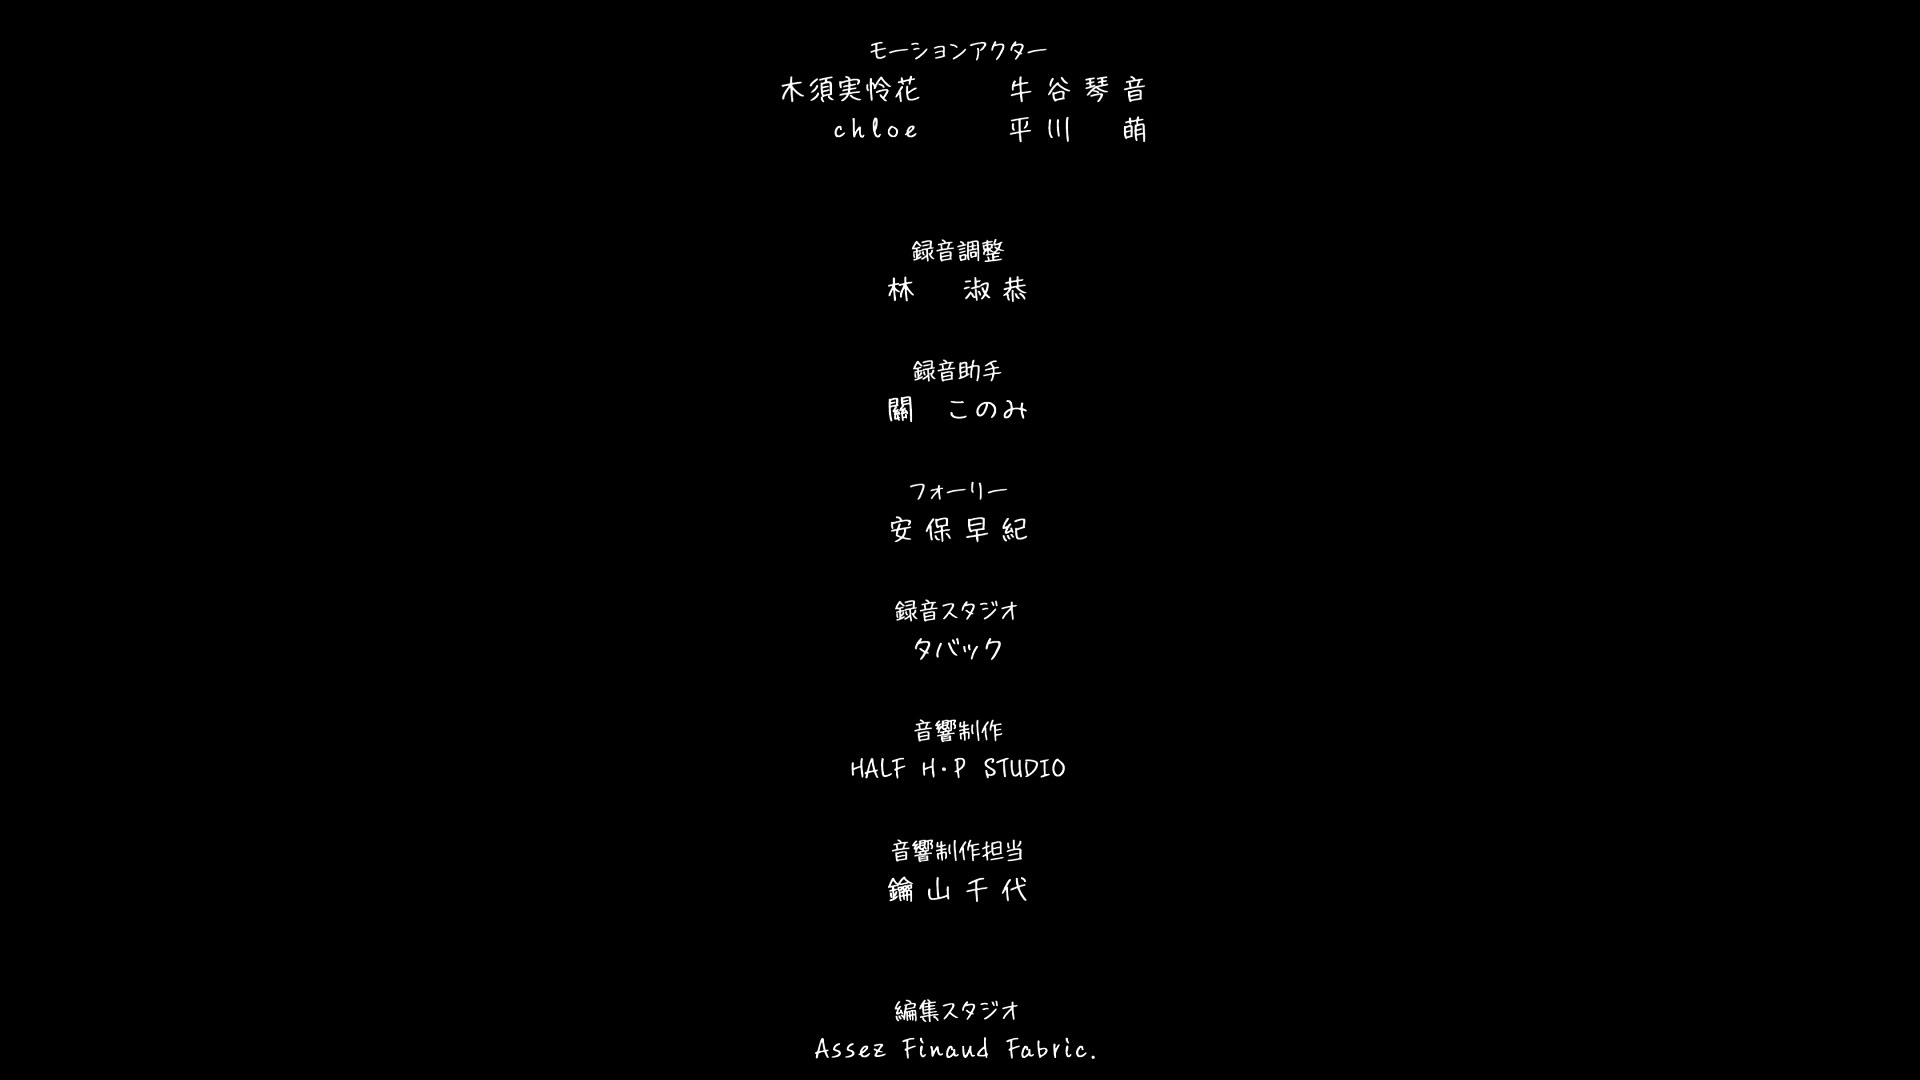 モーションアクター
木須実怜花 牛谷琴音
chloe 平川 萌
録音調整
林 淑恭
録音助手
關 このみ
フォーリー
安保早紀
録音スタジオ
タバック
音響制作
HALF H·P STUDIO
音響制作担当
鑰山千代
編集スタジオ
Assez Finaud Fabric.